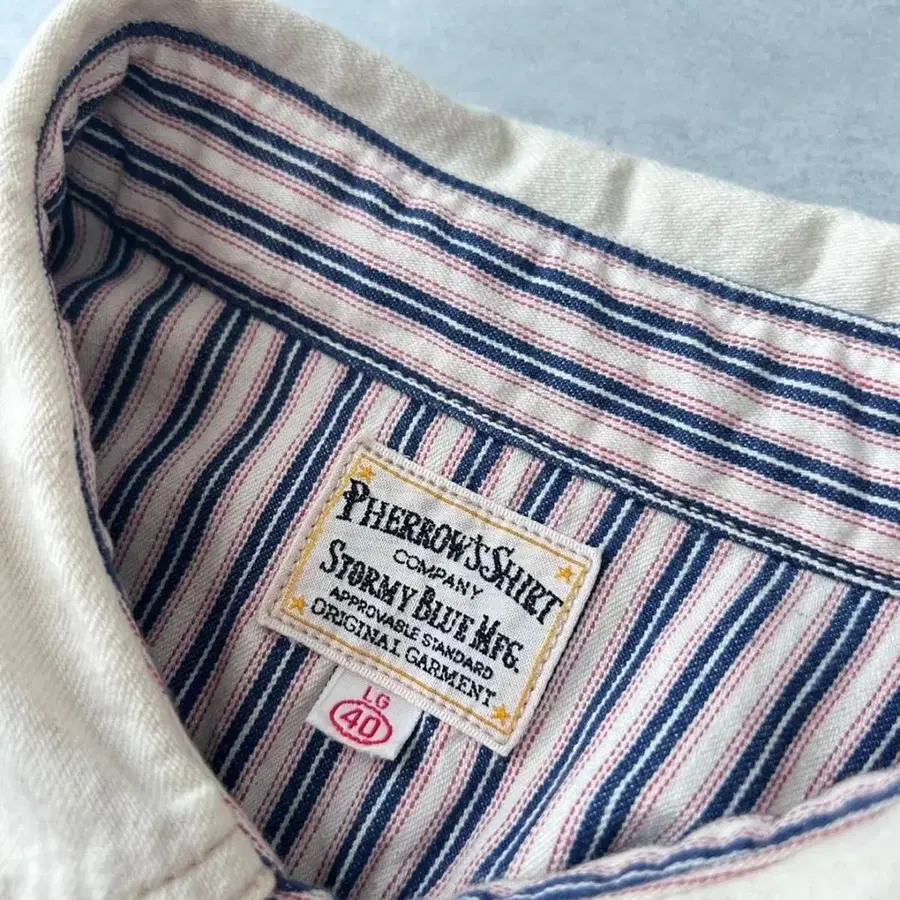 PHERROW'S SHIRT
COMPANY
STORMY BLUE MFG.
APPROVABLE STANDARD
ORIGINAL GARMENT
LG
40